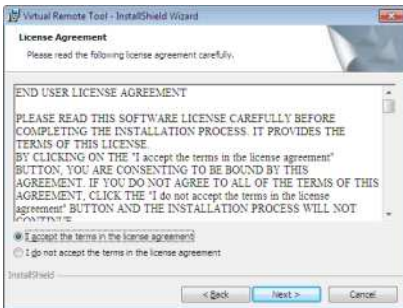 Virtual Remote Tool - InstallShield Wizard
License Agreement
Please read the following license agreement carefully.
END USER LICENSE AGREEMENT
PLEASE READ THIS SOFTWARE LICENSE CAREFULLY BEFORE
COMPLETING THE INSTALLATION PROCESS. IT PROVIDES THE
TERMS OF THIS LICENSE.
BY CLICKING ON THE "I accept the terms in the license agreement"
BUTTON, YOU ARE CONSENTING TO BE BOUND BY THIS
AGREEMENT. IF YOU DO NOT AGREE TO ALL OF THE TERMS OF THIS
AGREEMENT, CLICK THE "I do not accept the terms in the license
agreement" BUTTON AND THE INSTALLATION PROCESS WILL NOT
CONTINUE.
I accept the terms in the license agreement
I do not accept the terms in the license agreement
InstallShield
< Back
Next >
Cancel